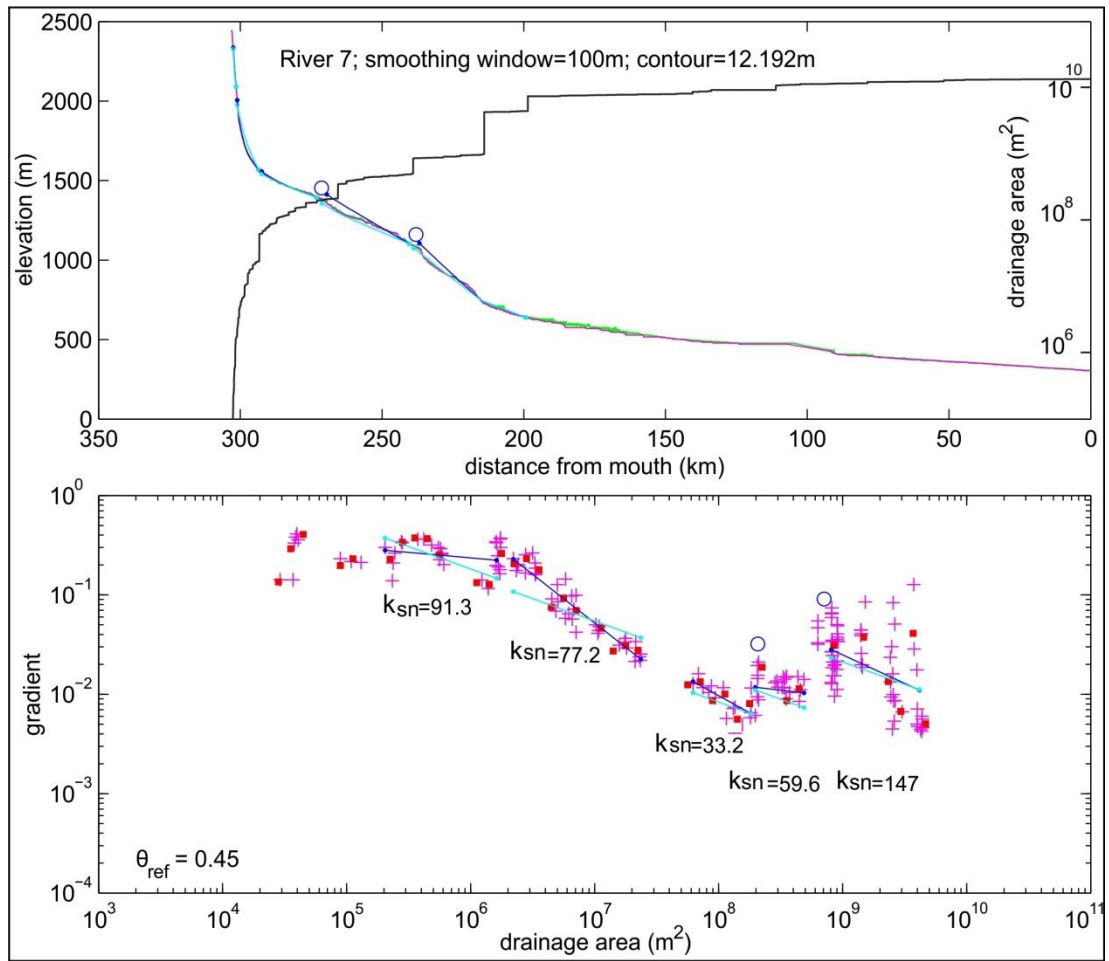 River 7; smoothing window=100m; contour=12.192m
2500
2000
1500
1000
500
0
elevation (m)
10
10^8
10^6
drainage area (m^2)
350 300 250 200 150 100 50 0
distance from mouth (km)
10^0
10^-1
10^-2
10^-3
10^-4
gradient
ksn=91.3
ksn=77.2
ksn=33.2
ksn=59.6
ksn=147
θref = 0.45
10^3 10^4 10^5 10^6 10^7 10^8 10^9 10^10 10^11
drainage area (m^2)